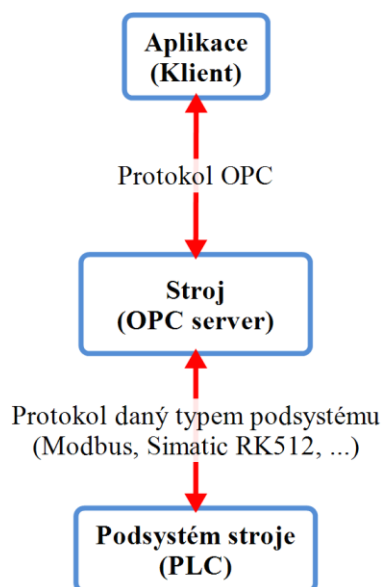 Aplikace
(Klient)
Protokol OPC
Stroj
(OPC server)
Protokol daný typem podsystému
(Modbus, Simatic RK512, ...)
Podsystém stroje
(PLC)